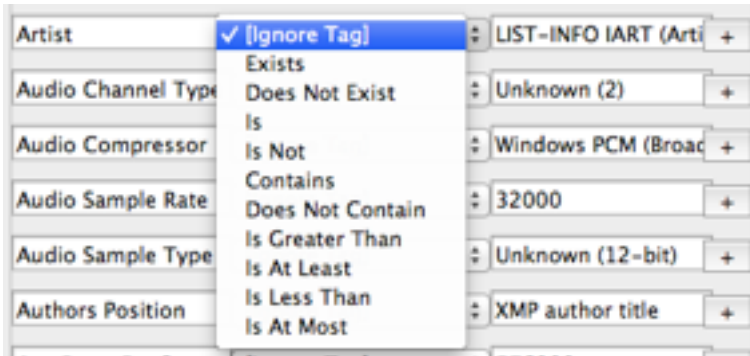 Artist ✓ [Ignore Tag] LIST-INFO IART (Arti +
Exists
Audio Channel Type Does Not Exist Unknown (2) +
Is
Audio Compressor Is Not Windows PCM (Broad +
Contains
Audio Sample Rate Does Not Contain 32000 +
Is Greater Than
Audio Sample Type Is At Least Unknown (12-bit) +
Is Less Than
Authors Position Is At Most XMP author title +